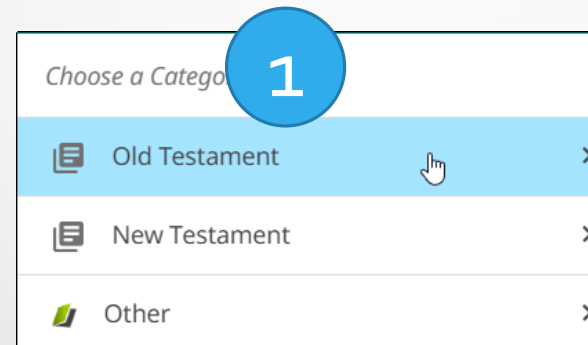 1
Choose a Catego
Old Testament
New Testament
Other